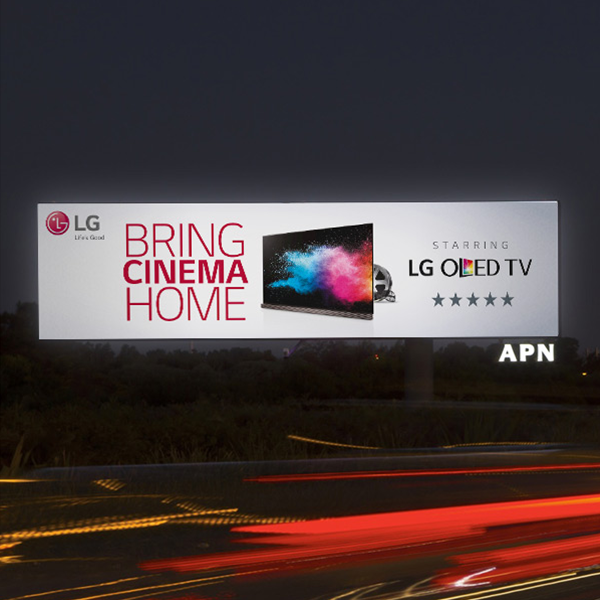 LG
Life's Good
BRING
CINEMA
HOME
STARRING
LG OLED TV
APN